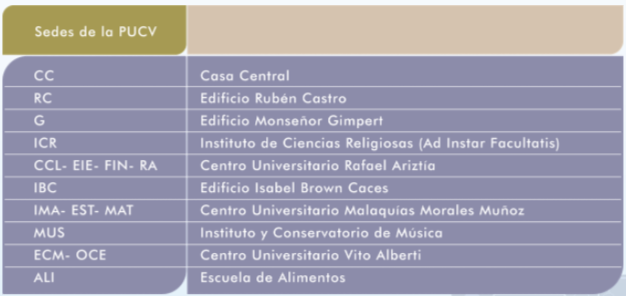 Sedes de la PUCV
CC Casa Central
RC Edificio Rubén Castro
G Edificio Monseñor Gimpert
ICR Instituto de Ciencias Religiosas (Ad Instar Facultatis)
CCL- EIE- FIN- RA Centro Universitario Rafael Ariztía
IBC Edificio Isabel Brown Caces
IMA- EST- MAT Centro Universitario Malaquías Morales Muñoz
MUS Instituto y Conservatorio de Música
ECM- OCE Centro Universitario Vito Alberti
ALI Escuela de Alimentos